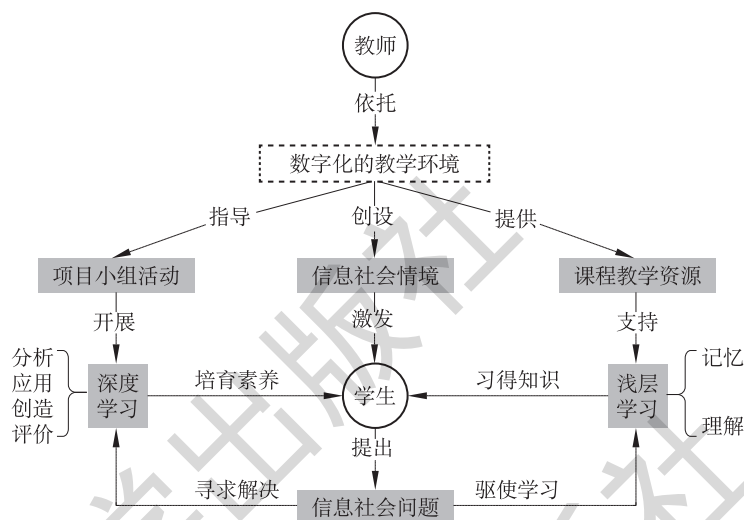 教师
依托
数字化的教学环境
指导
创设
提供
项目小组活动
信息社会情境
课程教学资源
开展
激发
支持
分析
应用
创造
评价
深度
学习
培育素养
学生
习得知识
浅层
学习
记忆
理解
提出
寻求解决
信息社会问题
驱使学习
学出版社